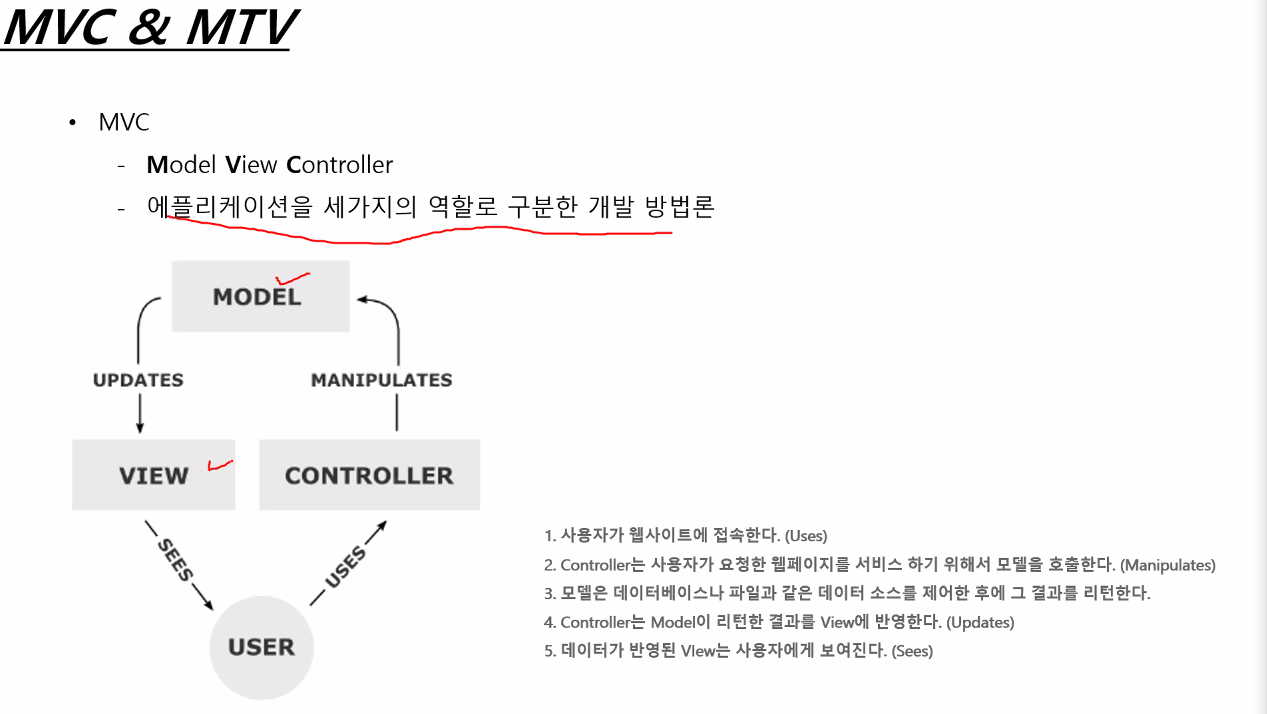 MVC & MTV
• MVC
- Model View Controller
- 에플리케이션을 세가지의 역할로 구분한 개발 방법론
MODEL
UPDATES
MANIPULATES
VIEW
CONTROLLER
SEES
USES
USER
1. 사용자가 웹사이트에 접속한다. (Uses)
2. Controller는 사용자가 요청한 웹페이지를 서비스 하기 위해서 모델을 호출한다. (Manipulates)
3. 모델은 데이터베이스나 파일과 같은 데이터 소스를 제어한 후에 그 결과를 리턴한다.
4. Controller는 Model이 리턴한 결과를 View에 반영한다. (Updates)
5. 데이터가 반영된 VIew는 사용자에게 보여진다. (Sees)